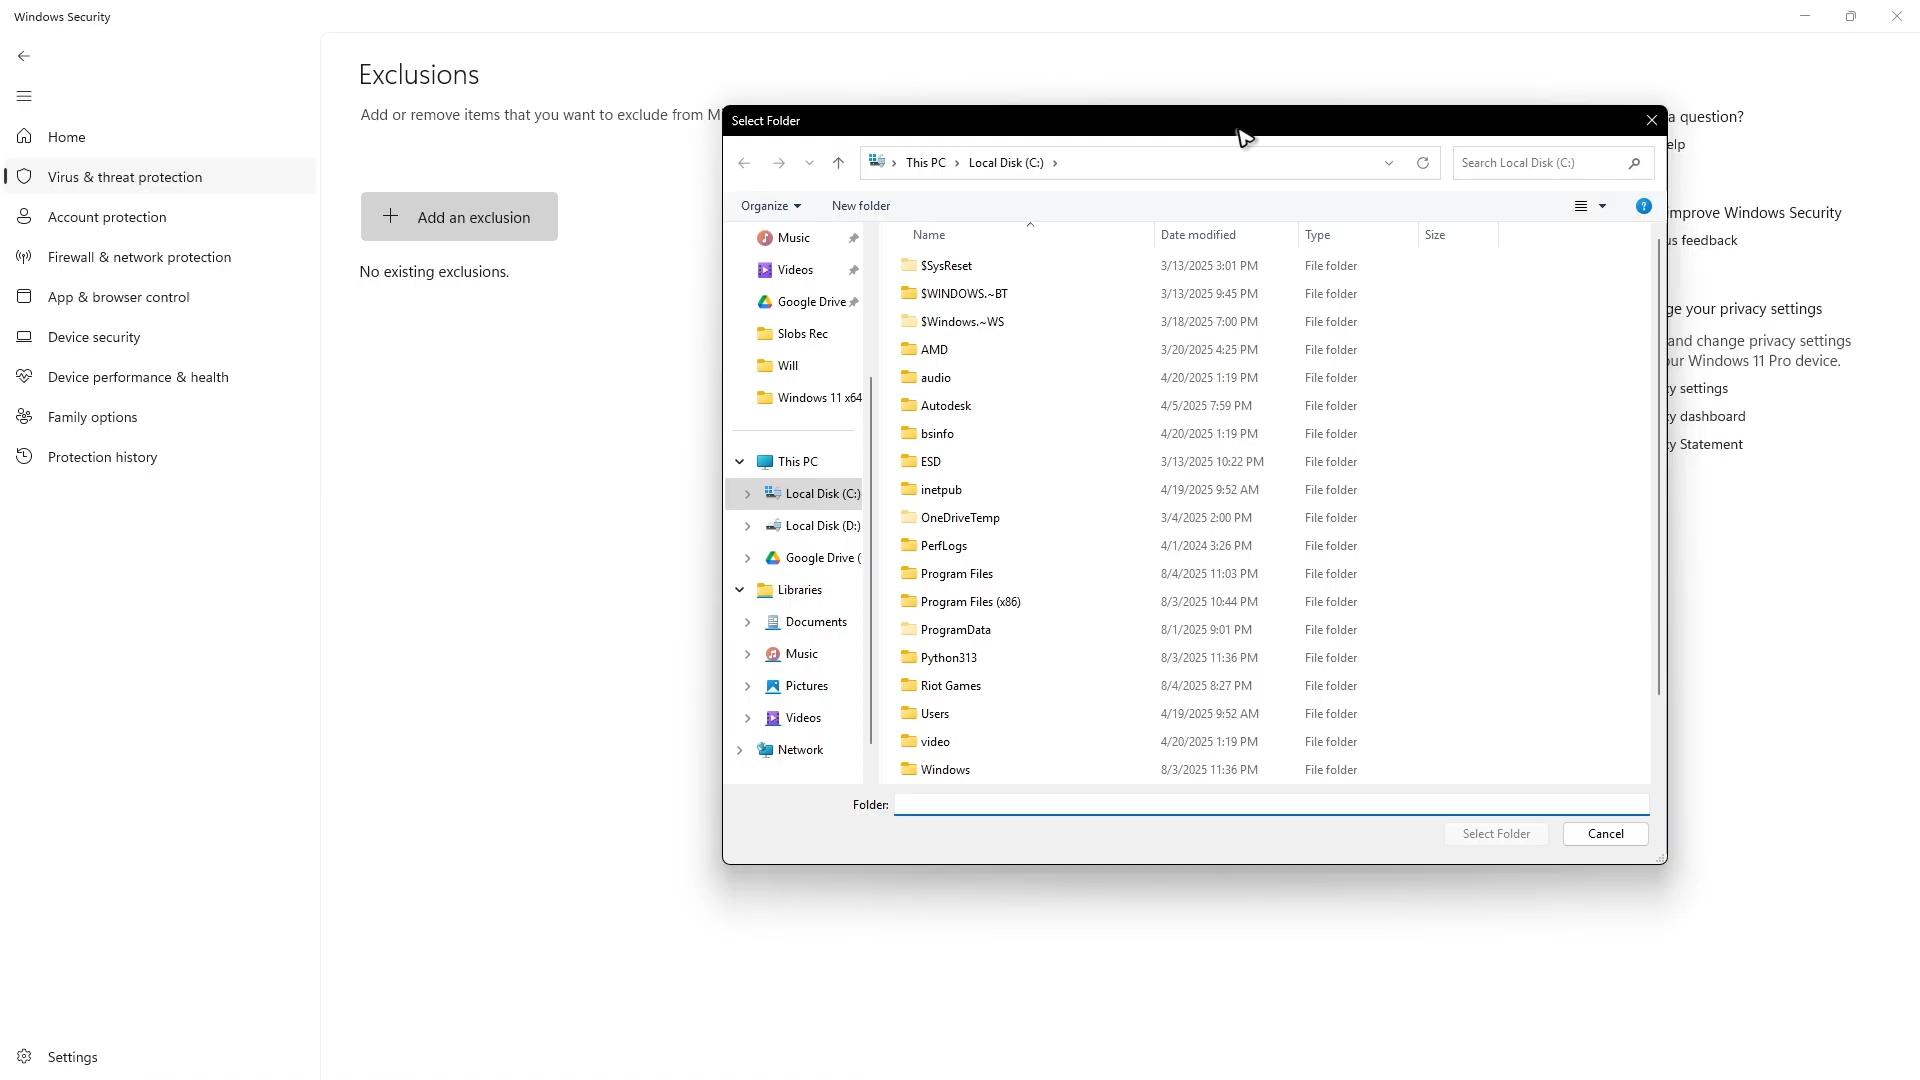 Windows Security
Home
Virus & threat protection
Account protection
Firewall & network protection
App & browser control
Device security
Device performance & health
Family options
Protection history
Settings
Exclusions
Add or remove items that you want to exclude from M
Add an exclusion
No existing exclusions.
Select Folder
This PC
Local Disk (C:)
Search Local Disk (C:)
Organize
New folder
Music
Videos
Google Drive
Slobs Rec
Will
Windows 11 x64
This PC
Local Disk (C:)
Local Disk (D:)
Google Drive (
Libraries
Documents
Music
Pictures
Videos
Network
Name Date modified Type Size
$SysReset 3/13/2025 3:01 PM File folder
$WINDOWS.~BT 3/13/2025 9:45 PM File folder
$Windows.~WS 3/18/2025 7:00 PM File folder
AMD 3/20/2025 4:25 PM File folder
audio 4/20/2025 1:19 PM File folder
Autodesk 4/5/2025 7:59 PM File folder
bsinfo 4/20/2025 1:19 PM File folder
ESD 3/13/2025 10:22 PM File folder
inetpub 4/19/2025 9:52 AM File folder
OneDriveTemp 3/4/2025 2:00 PM File folder
PerfLogs 4/1/2024 3:26 PM File folder
Program Files 8/4/2025 11:03 PM File folder
Program Files (x86) 8/3/2025 10:44 PM File folder
ProgramData 8/1/2025 9:01 PM File folder
Python313 8/3/2025 11:36 PM File folder
Riot Games 8/4/2025 8:27 PM File folder
Users 4/19/2025 9:52 AM File folder
video 4/20/2025 1:19 PM File folder
Windows 8/3/2025 11:36 PM File folder
Folder:
Select Folder
Cancel
a question?
elp
mprove Windows Security
us feedback
ge your privacy settings
and change privacy settings
ur Windows 11 Pro device.
y settings
y dashboard
y Statement